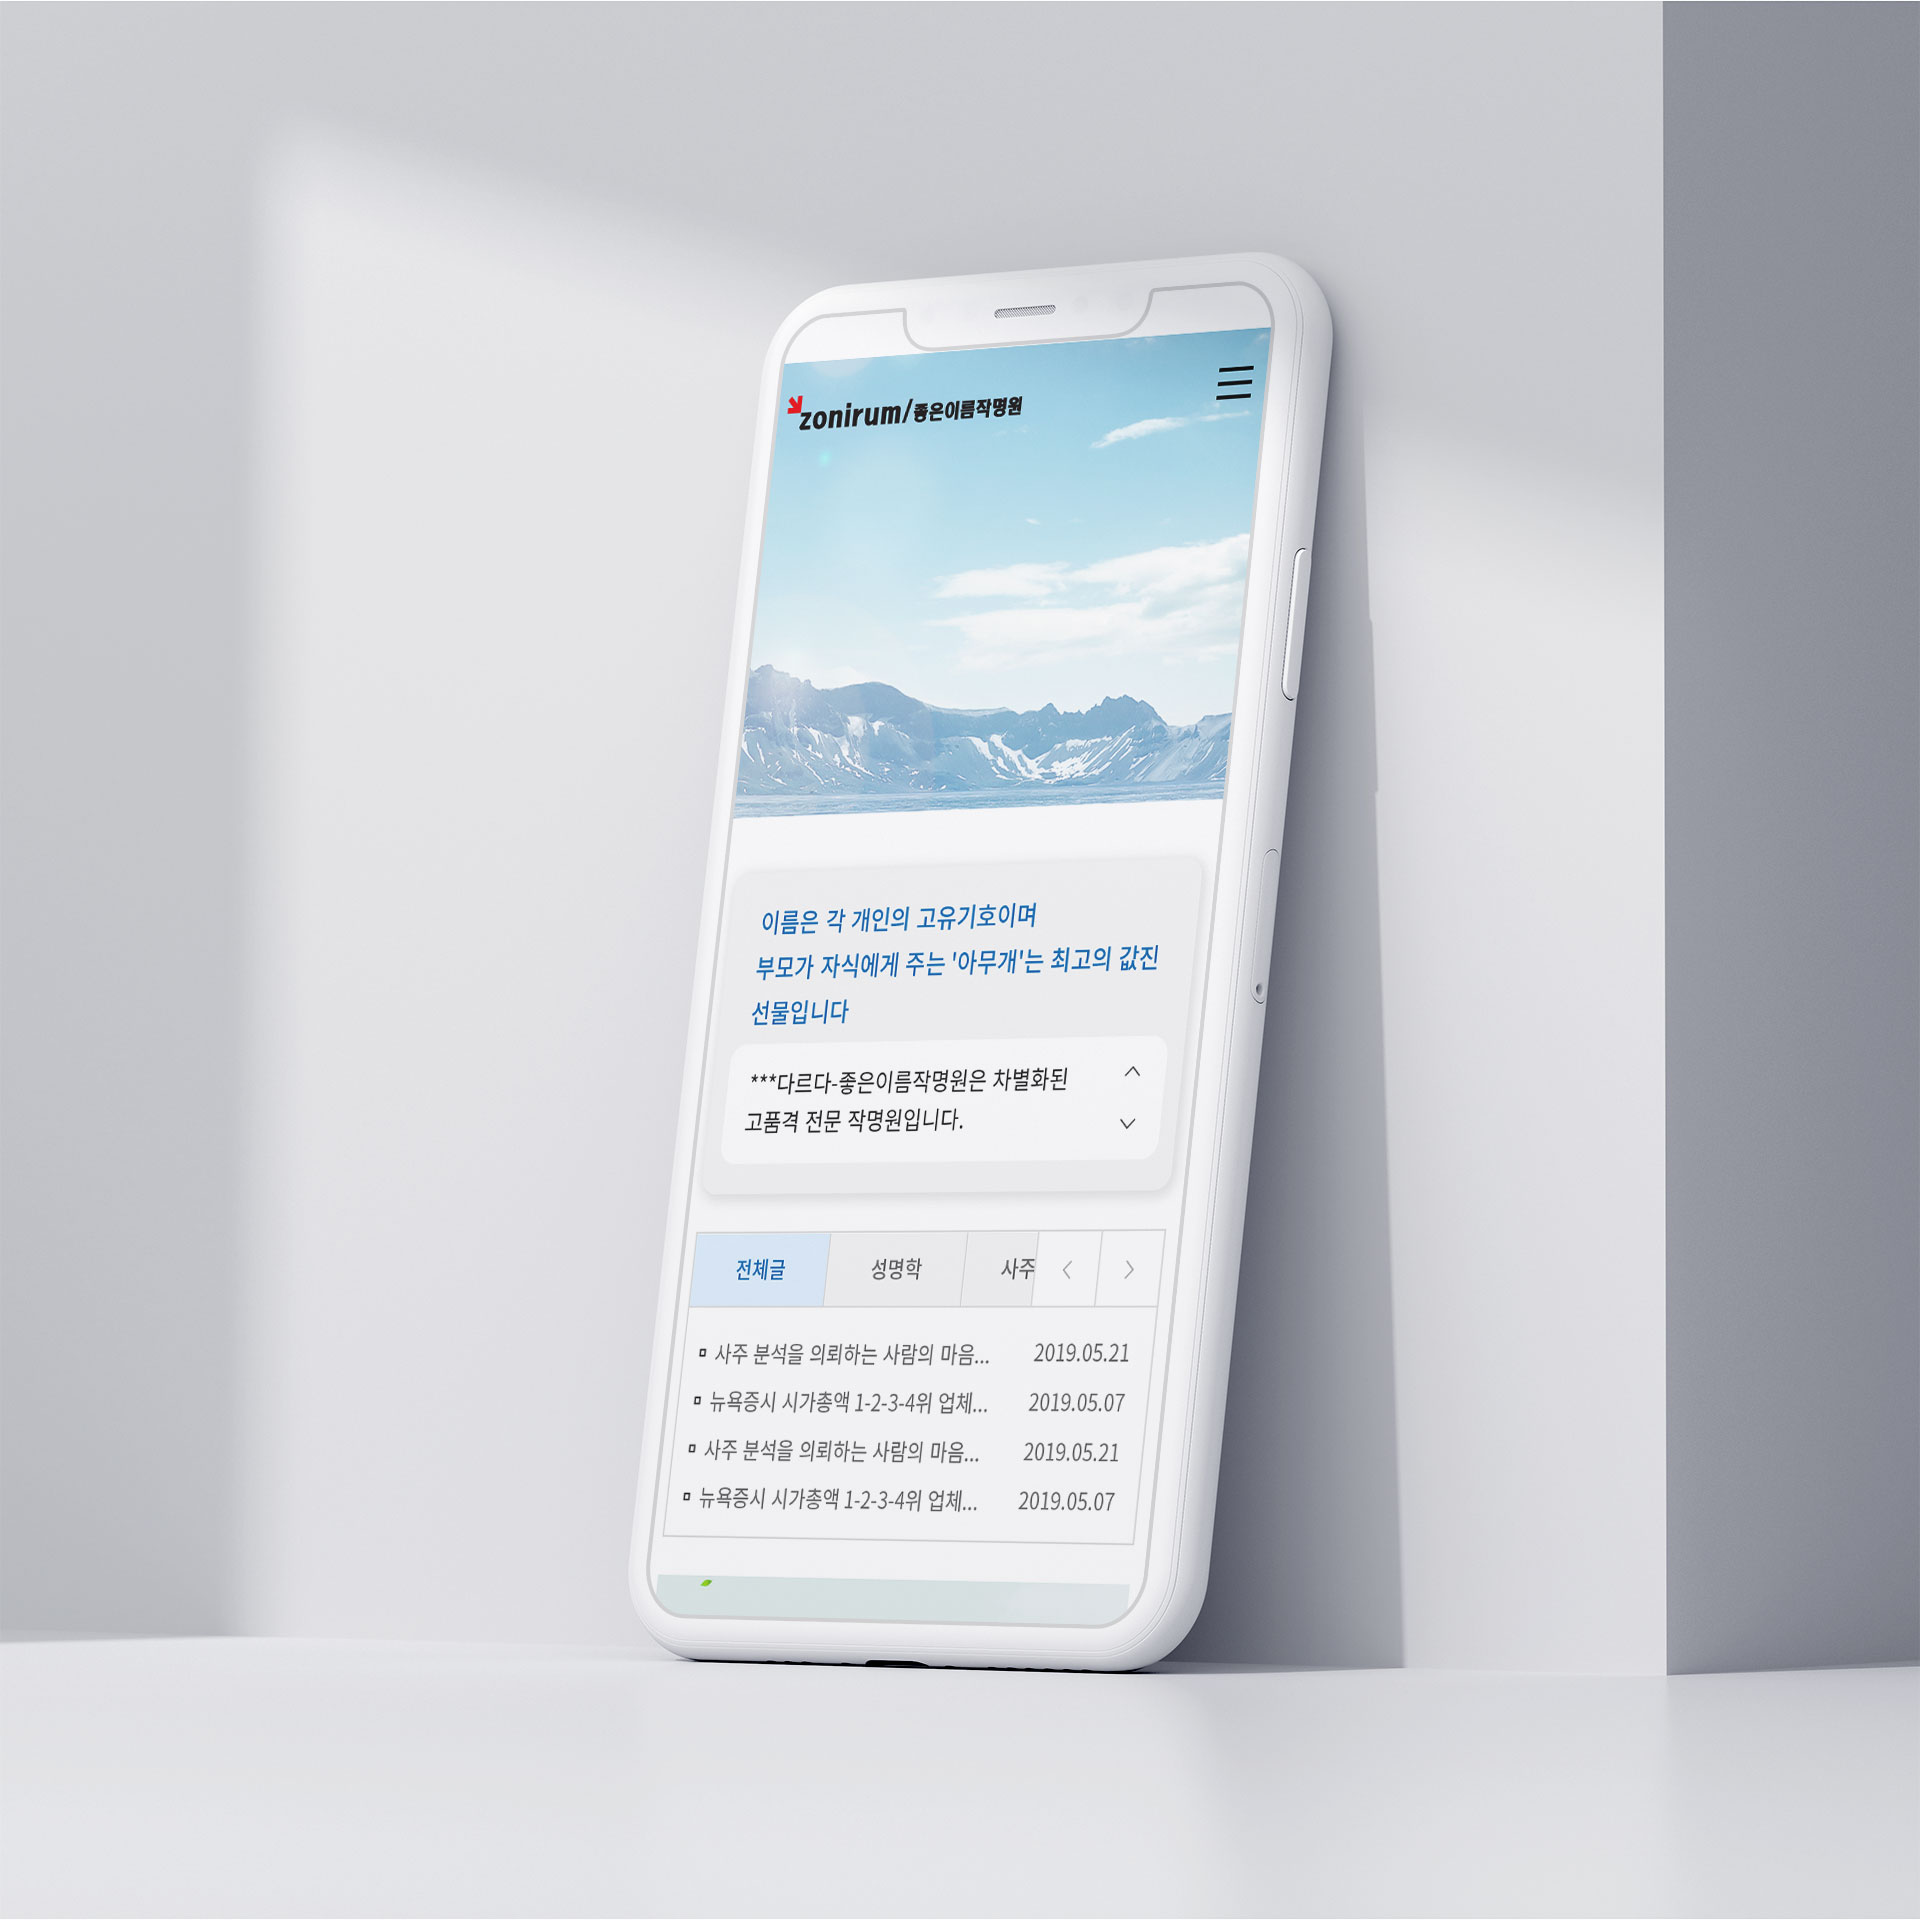 zonirum/좋은이름작명원
이름은 각 개인의 고유기호이며
부모가 자식에게 주는 '아무개'는 최고의 값진
선물입니다
***다르다-좋은이름작명원은 차별화된
고품격 전문 작명원입니다.
전체글 성명학 사주
사주 분석을 의뢰하는 사람의 마음... 2019.05.21
뉴욕증시 시가총액 1-2-3-4위 업체... 2019.05.07
사주 분석을 의뢰하는 사람의 마음... 2019.05.21
뉴욕증시 시가총액 1-2-3-4위 업체... 2019.05.07